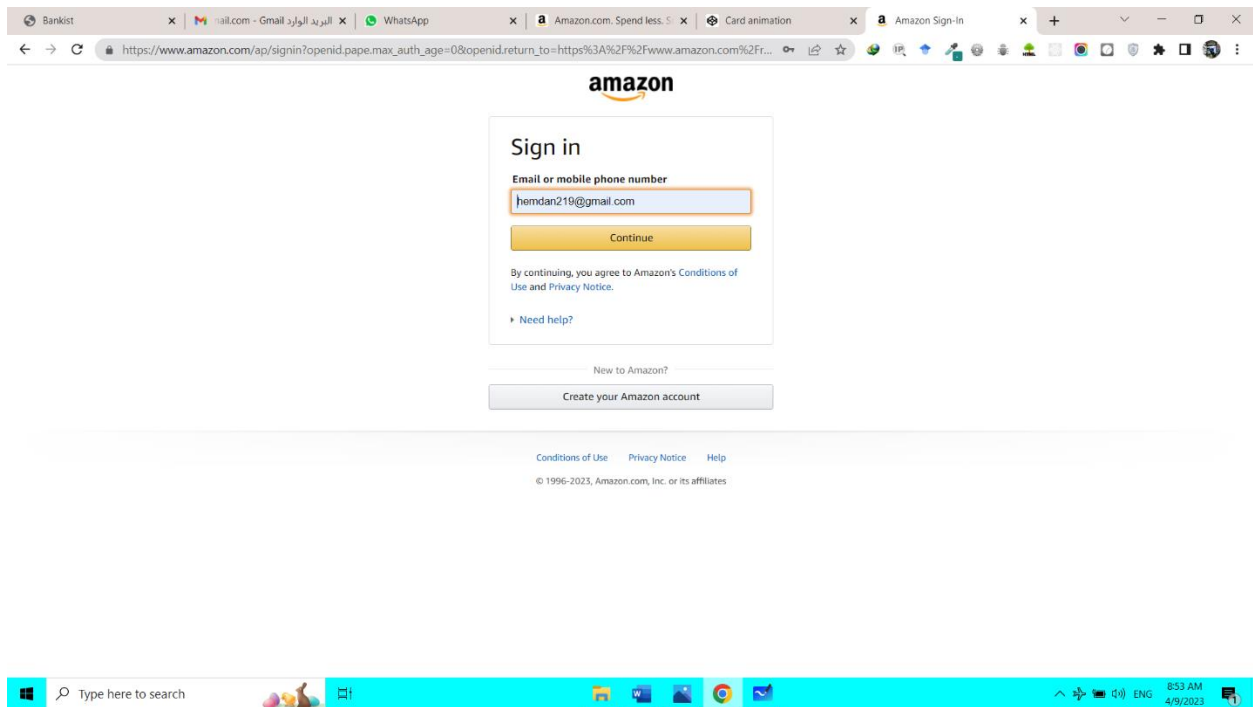 Bankist
ail.com - Gmail البريد الوارد
WhatsApp
Amazon.com. Spend less. S
Card animation
Amazon Sign-In
https://www.amazon.com/ap/signin?openid.pape.max_auth_age=0&openid.return_to=https%3A%2F%2Fwww.amazon.com%2Fr...
amazon
Sign in
Email or mobile phone number
hemdan219@gmail.com
Continue
By continuing, you agree to Amazon's Conditions of
Use and Privacy Notice.
Need help?
New to Amazon?
Create your Amazon account
Conditions of Use Privacy Notice Help
© 1996-2023, Amazon.com, Inc. or its affiliates
Type here to search
ENG
8:53 AM
4/9/2023
1